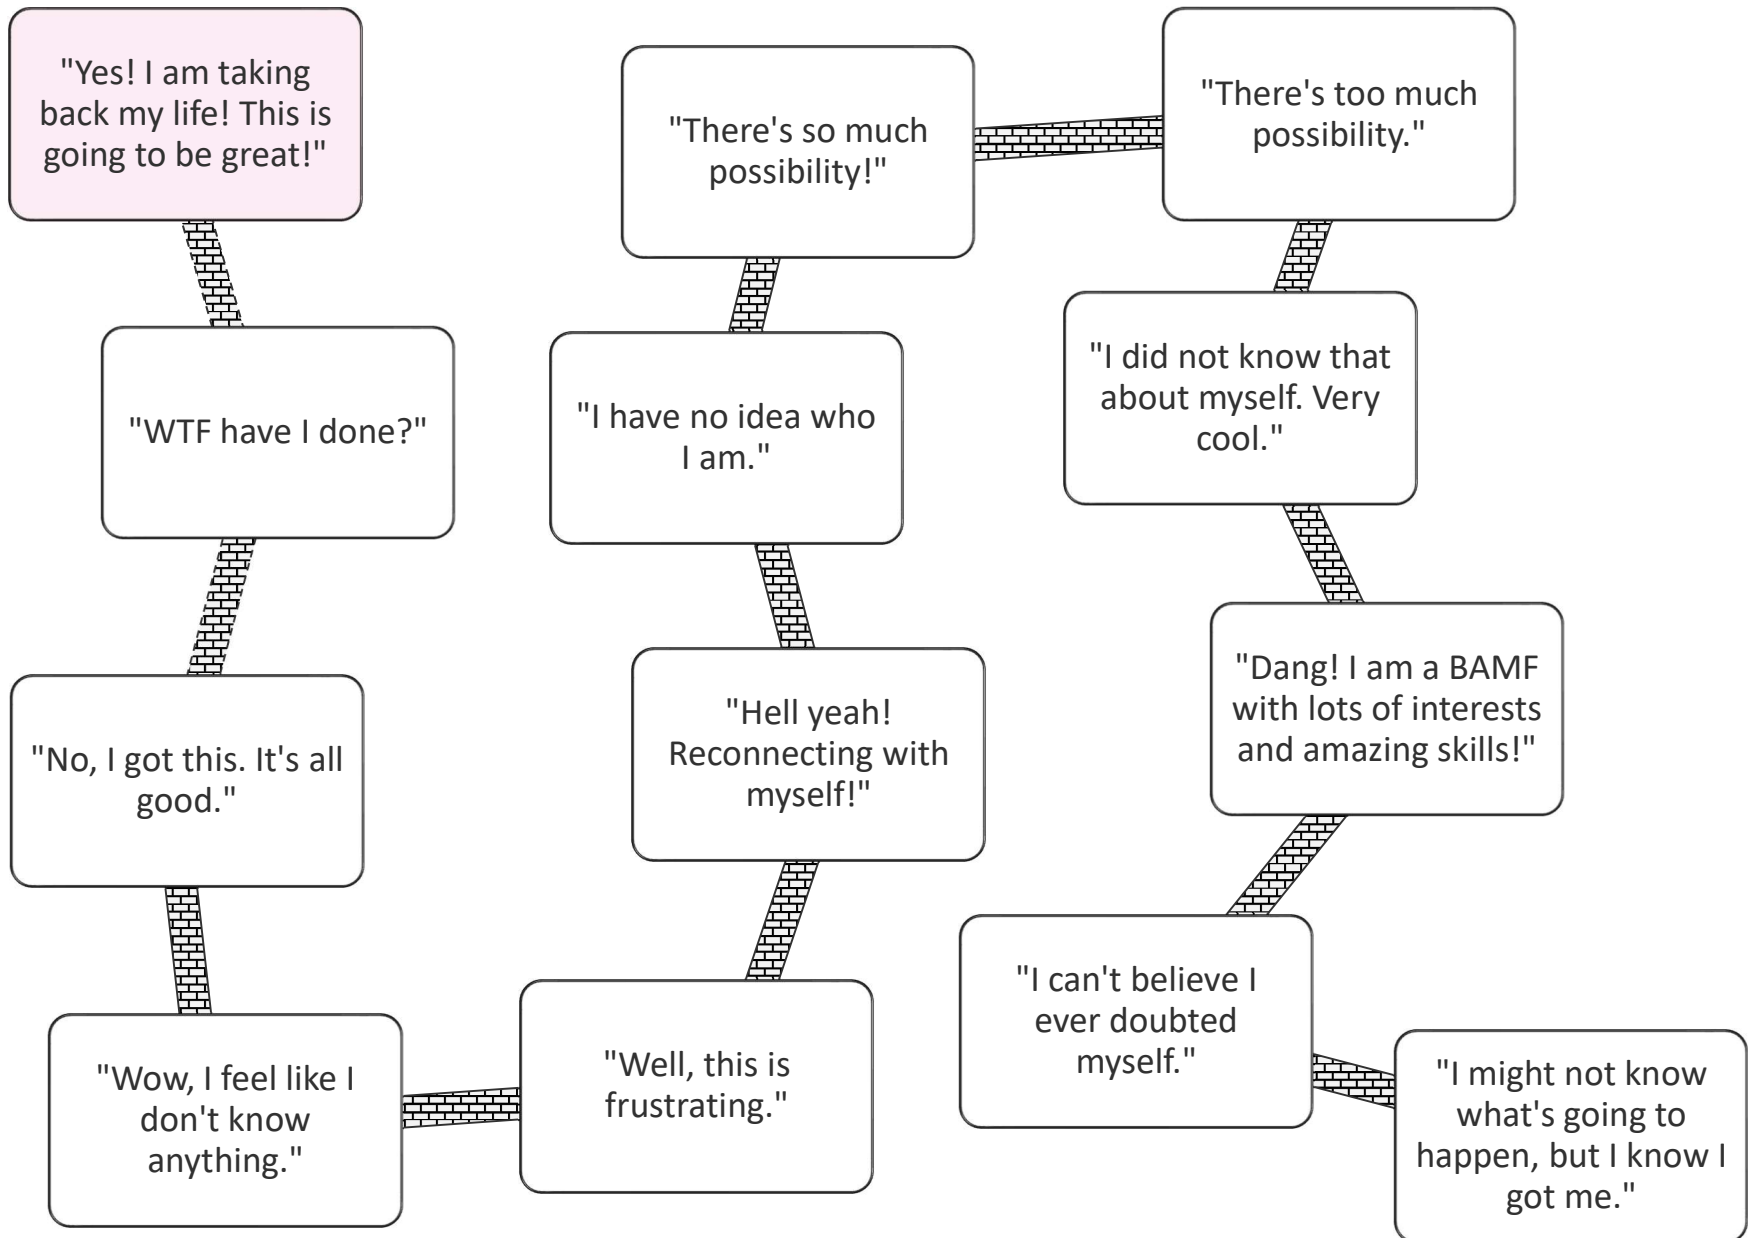 "Yes! I am taking
back my life! This is
going to be great!"
"WTF have I done?"
"No, I got this. It's all
good."
"Wow, I feel like I
don't know
anything."
"Well, this is
frustrating."
"Hell yeah!
Reconnecting with
myself!"
"I have no idea who
I am."
"There's so much
possibility!"
"There's too much
possibility."
"I did not know that
about myself. Very
cool."
"Dang! I am a BAMF
with lots of interests
and amazing skills!"
"I can't believe I
ever doubted
myself."
"I might not know
what's going to
happen, but I know I
got me."